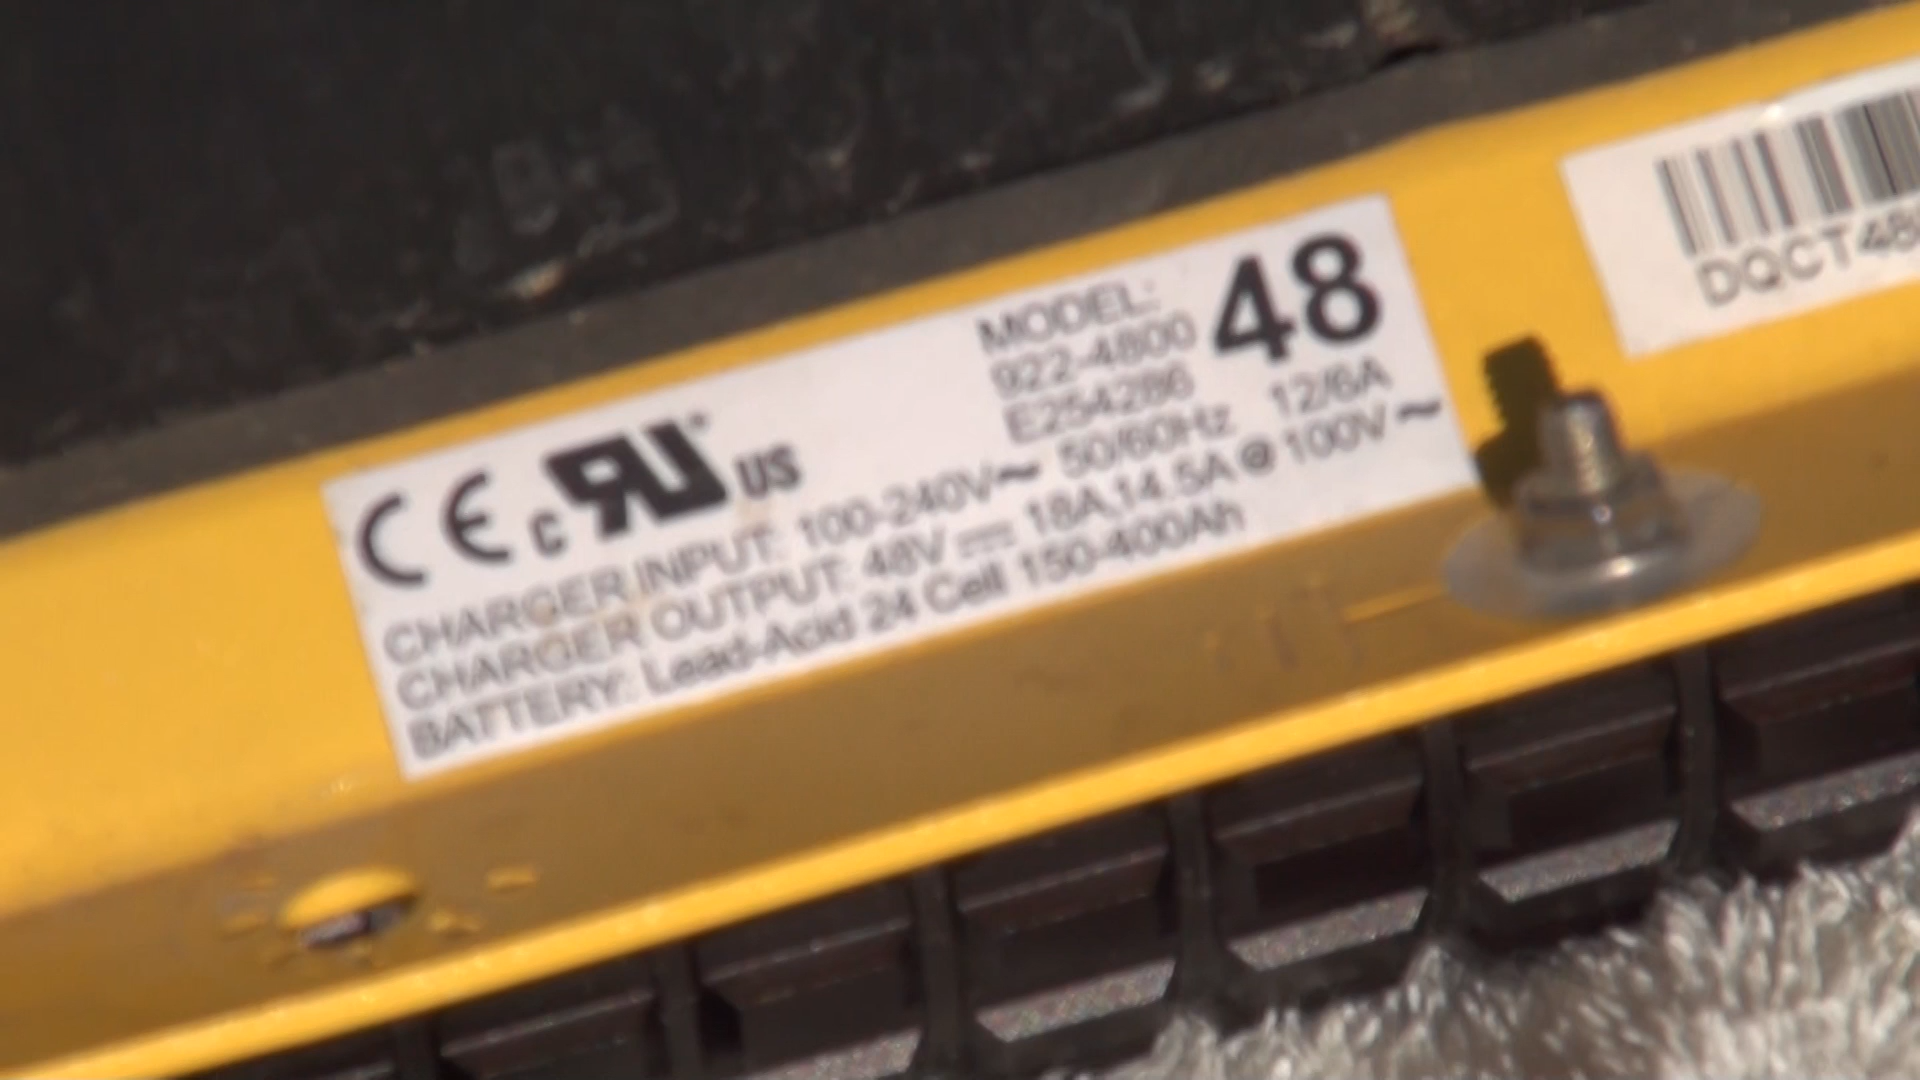 MODEL: 48
922-4800
E254286
CE c RU US
CHARGER INPUT: 100-240V~ 50/60Hz 12/6A
CHARGER OUTPUT: 48V ⎓ 18A,14.5A @ 100V~
BATTERY: Lead-Acid 24 Cell 150-400Ah
DQCT48